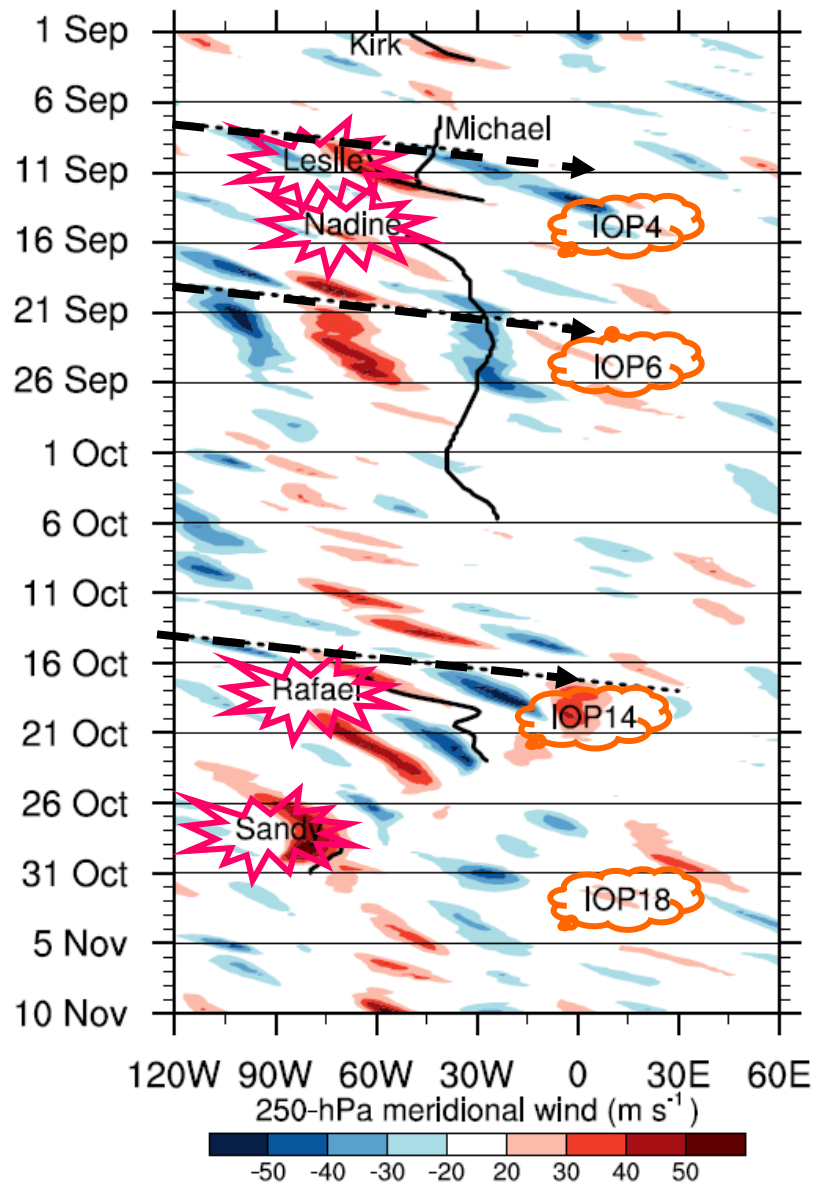 1 Sep
Kirk
6 Sep
Michael
Leslie
11 Sep
Nadine
IOP4
16 Sep
21 Sep
IOP6
26 Sep
1 Oct
6 Oct
11 Oct
16 Oct
Rafael
IOP14
21 Oct
26 Oct
Sandy
31 Oct
IOP18
5 Nov
10 Nov
120W 90W 60W 30W 0 30E 60E
250-hPa meridional wind (m s⁻¹)
-50 -40 -30 -20 20 30 40 50